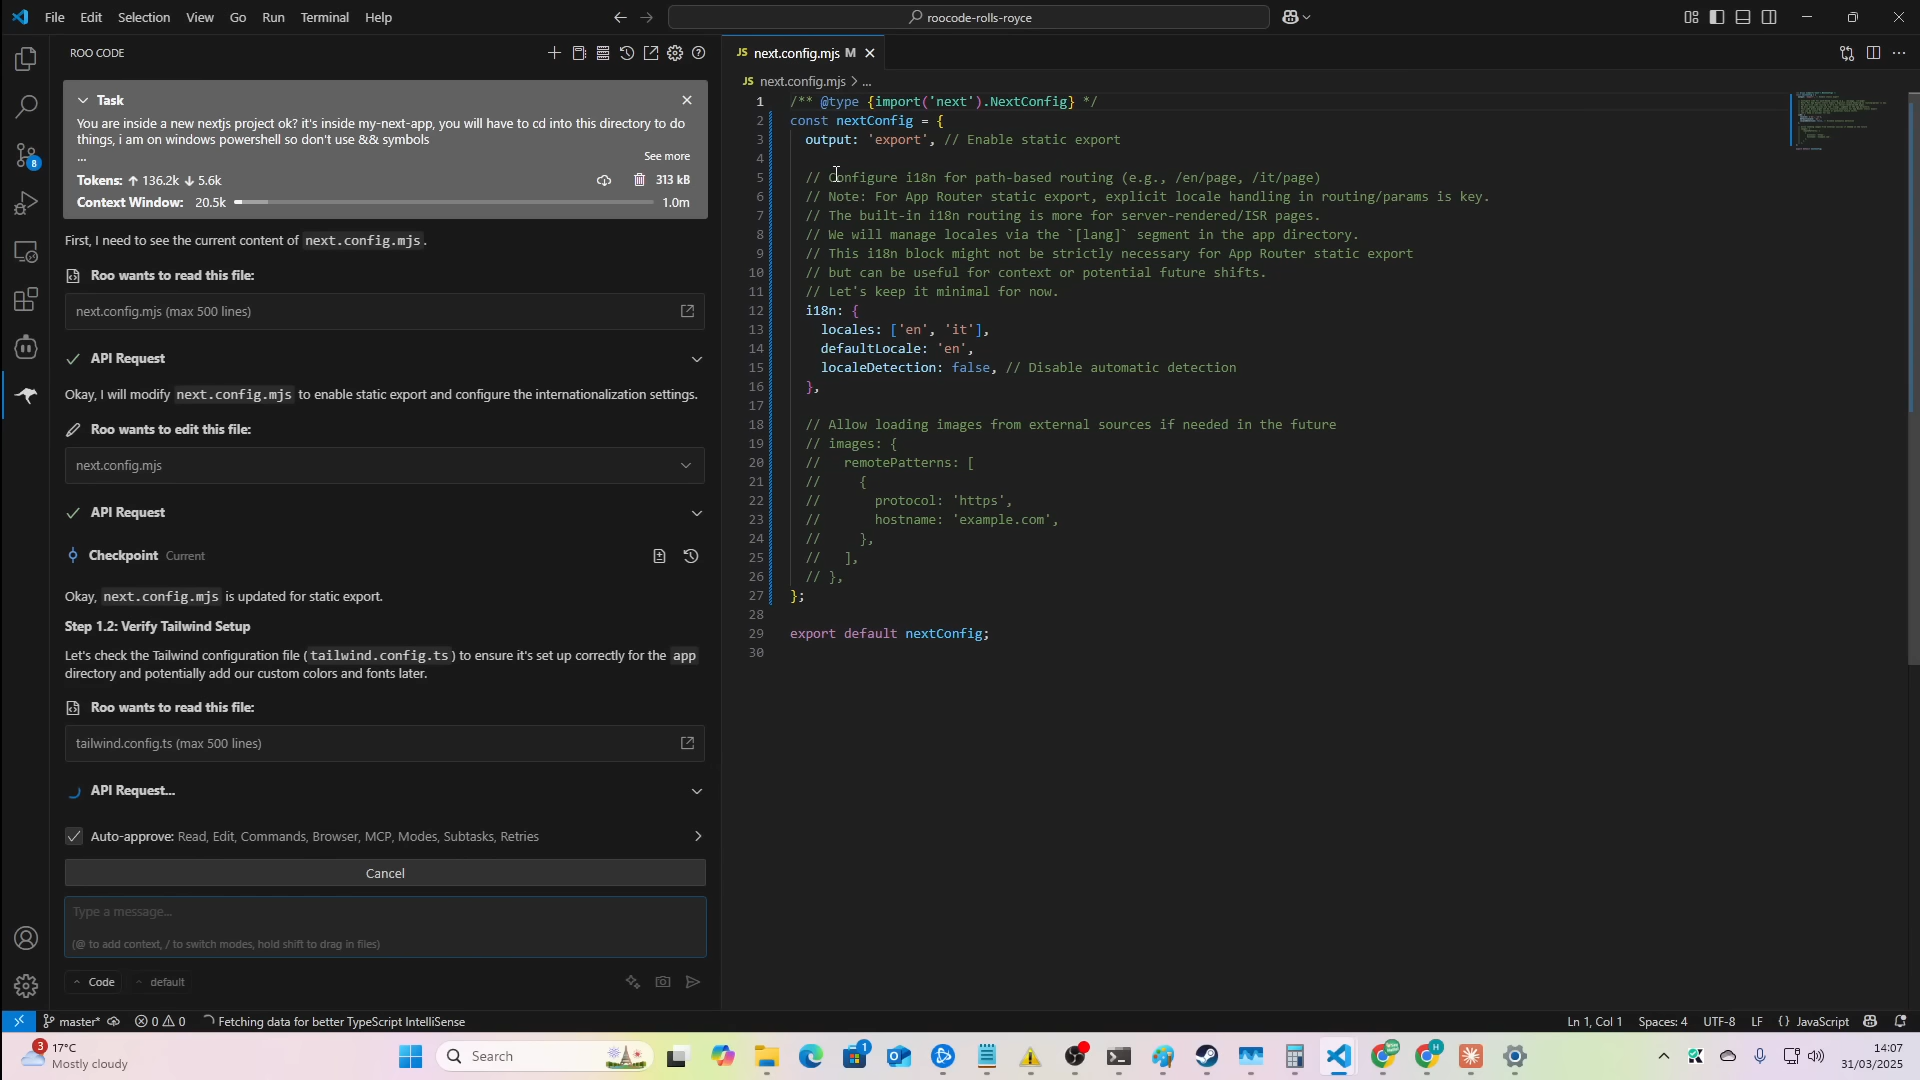 File Edit Selection View Go Run Terminal Help
roocode-rolls-royce
ROO CODE
Task
You are inside a new nextjs project ok? it's inside my-next-app, you will have to cd into this directory to do
things, i am on windows powershell so don't use && symbols
...
See more
Tokens: ↑ 136.2k ↓ 5.6k
313 kB
Context Window: 20.5k
1.0m
First, I need to see the current content of next.config.mjs.
Roo wants to read this file:
next.config.mjs (max 500 lines)
API Request
Okay, I will modify next.config.mjs to enable static export and configure the internationalization settings.
Roo wants to edit this file:
next.config.mjs
API Request
Checkpoint Current
Okay, next.config.mjs is updated for static export.
Step 1.2: Verify Tailwind Setup
Let's check the Tailwind configuration file (tailwind.config.ts) to ensure it's set up correctly for the app
directory and potentially add our custom colors and fonts later.
Roo wants to read this file:
tailwind.config.ts (max 500 lines)
API Request...
Auto-approve: Read, Edit, Commands, Browser, MCP, Modes, Subtasks, Retries
Cancel
Type a message...
(@ to add context, / to switch modes, hold shift to drag in files)
Code default
JS next.config.mjs M
JS next.config.mjs > ...
1 /** @type {import('next').NextConfig} */
2 const nextConfig = {
3 output: 'export', // Enable static export
4
5 // Configure i18n for path-based routing (e.g., /en/page, /it/page)
6 // Note: For App Router static export, explicit locale handling in routing/params is key.
7 // The built-in i18n routing is more for server-rendered/ISR pages.
8 // We will manage locales via the `[lang]` segment in the app directory.
9 // This i18n block might not be strictly necessary for App Router static export
10 // but can be useful for context or potential future shifts.
11 // Let's keep it minimal for now.
12 i18n: {
13 locales: ['en', 'it'],
14 defaultLocale: 'en',
15 localeDetection: false, // Disable automatic detection
16 },
17
18 // Allow loading images from external sources if needed in the future
19 // images: {
20 // remotePatterns: [
21 // {
22 // protocol: 'https',
23 // hostname: 'example.com',
24 // },
25 // ],
26 // },
27 };
28
29 export default nextConfig;
30
8
master* 0 0 Fetching data for better TypeScript IntelliSense
Ln 1, Col 1 Spaces: 4 UTF-8 LF {} JavaScript
3
17°C
Mostly cloudy
Search
1
14:07
31/03/2025